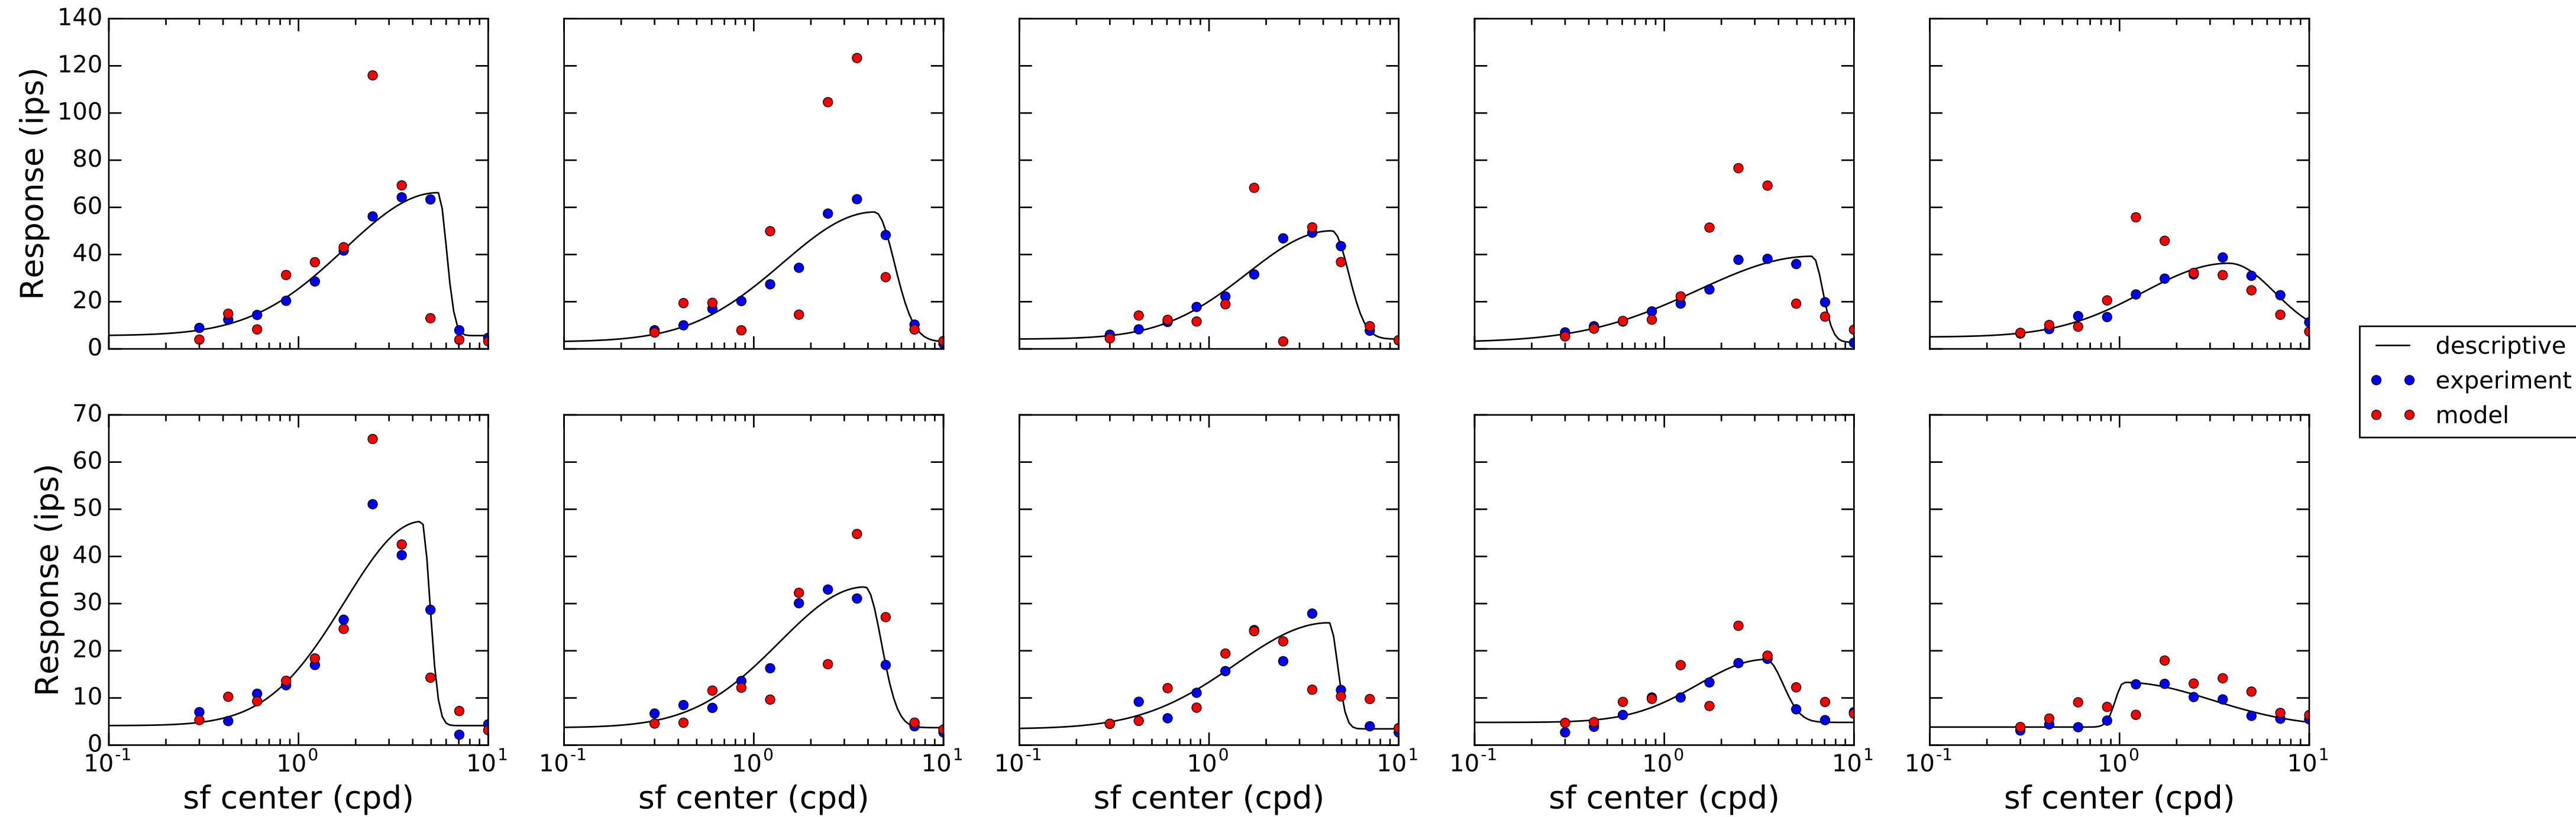 Response (ips)
140
120
100
80
60
40
20
0
descriptive
experiment
model
Response (ips)
70
60
50
40
30
20
10
0
10⁻¹ 10⁰ 10¹
10⁻¹ 10⁰ 10¹
10⁻¹ 10⁰ 10¹
10⁻¹ 10⁰ 10¹
10⁻¹ 10⁰ 10¹
sf center (cpd)
sf center (cpd)
sf center (cpd)
sf center (cpd)
sf center (cpd)